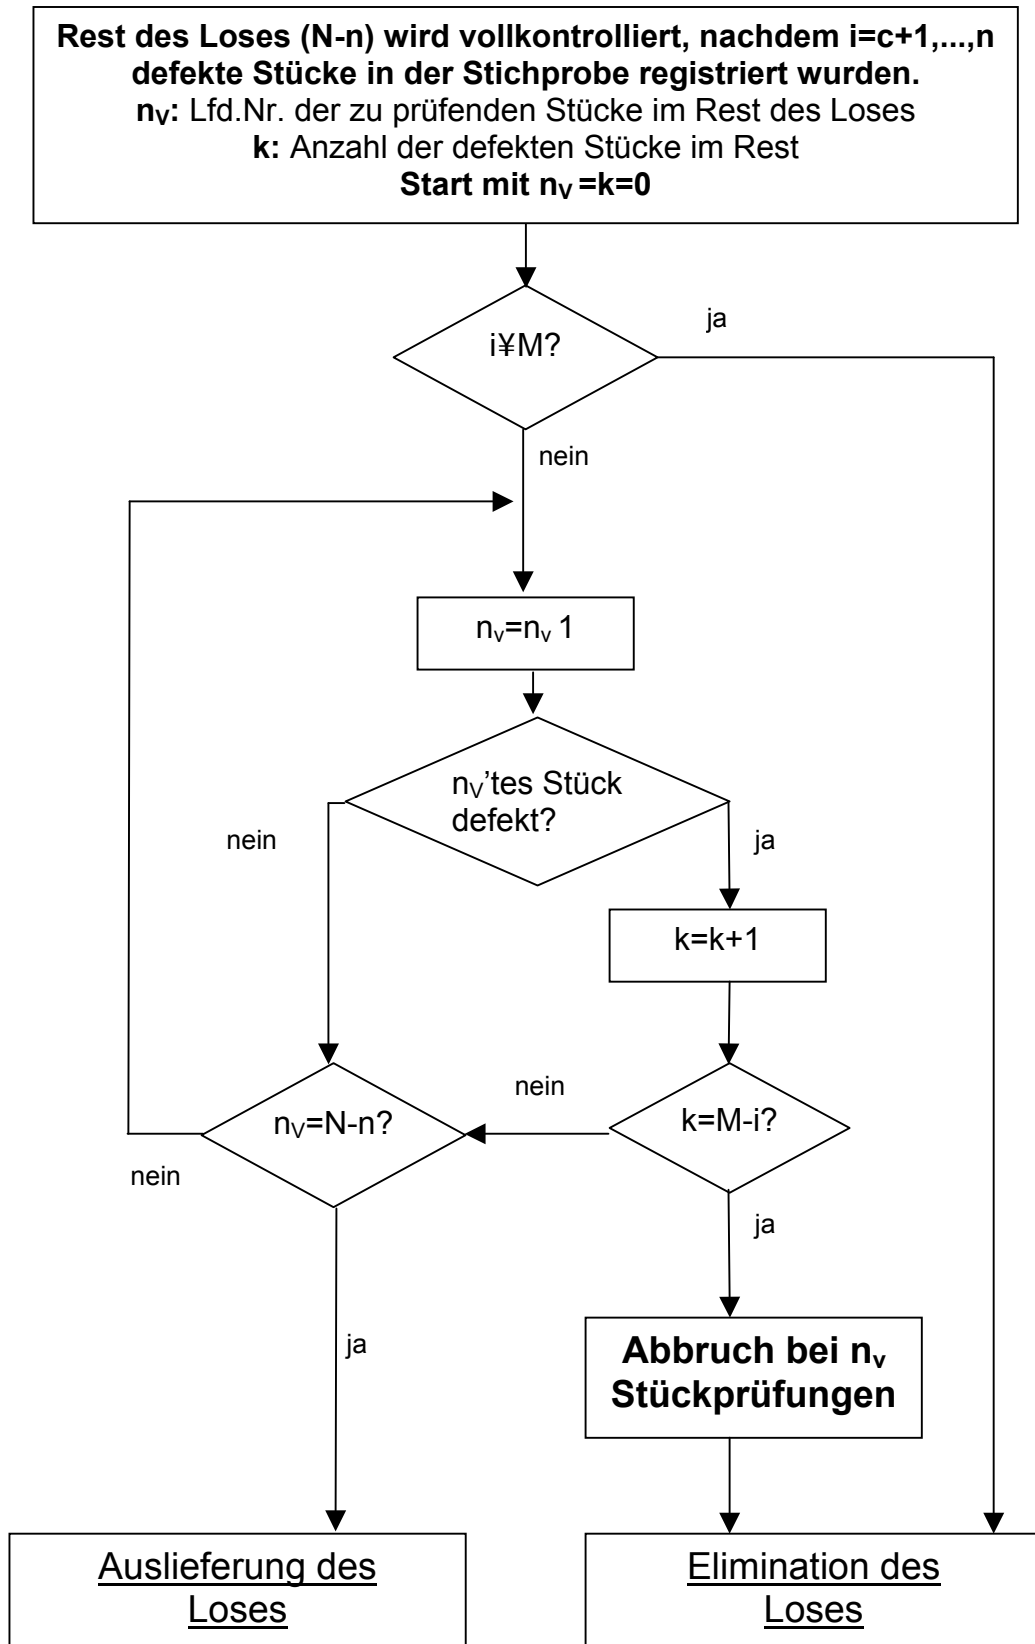 Rest des Loses (N-n) wird vollkontrolliert, nachdem i=c+1,...,n
defekte Stücke in der Stichprobe registriert wurden.
nV: Lfd.Nr. der zu prüfenden Stücke im Rest des Loses
k: Anzahl der defekten Stücke im Rest
Start mit nV =k=0
i¥M?
ja
nein
nv=nv 1
nV'tes Stück
defekt?
nein
ja
k=k+1
nV=N-n?
nein
k=M-i?
nein
ja
ja
Abbruch bei nv
Stückprüfungen
Auslieferung des
Loses
Elimination des
Loses